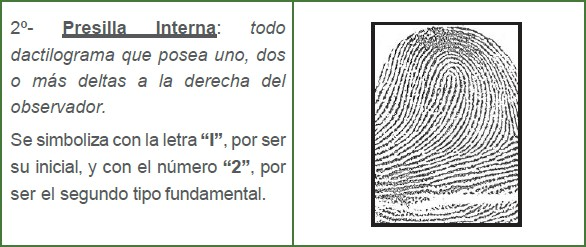 2º- Presilla Interna: todo
dactilograma que posea uno, dos
o más deltas a la derecha del
observador.
Se simboliza con la letra “I”, por ser
su inicial, y con el número “2”, por
ser el segundo tipo fundamental.